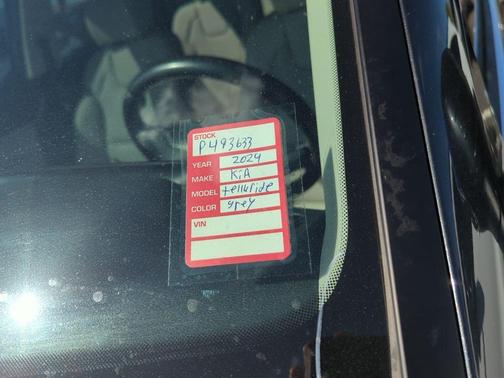 STOCK
P493633
YEAR 2024
MAKE KiA
MODEL telluride
COLOR grey
VIN